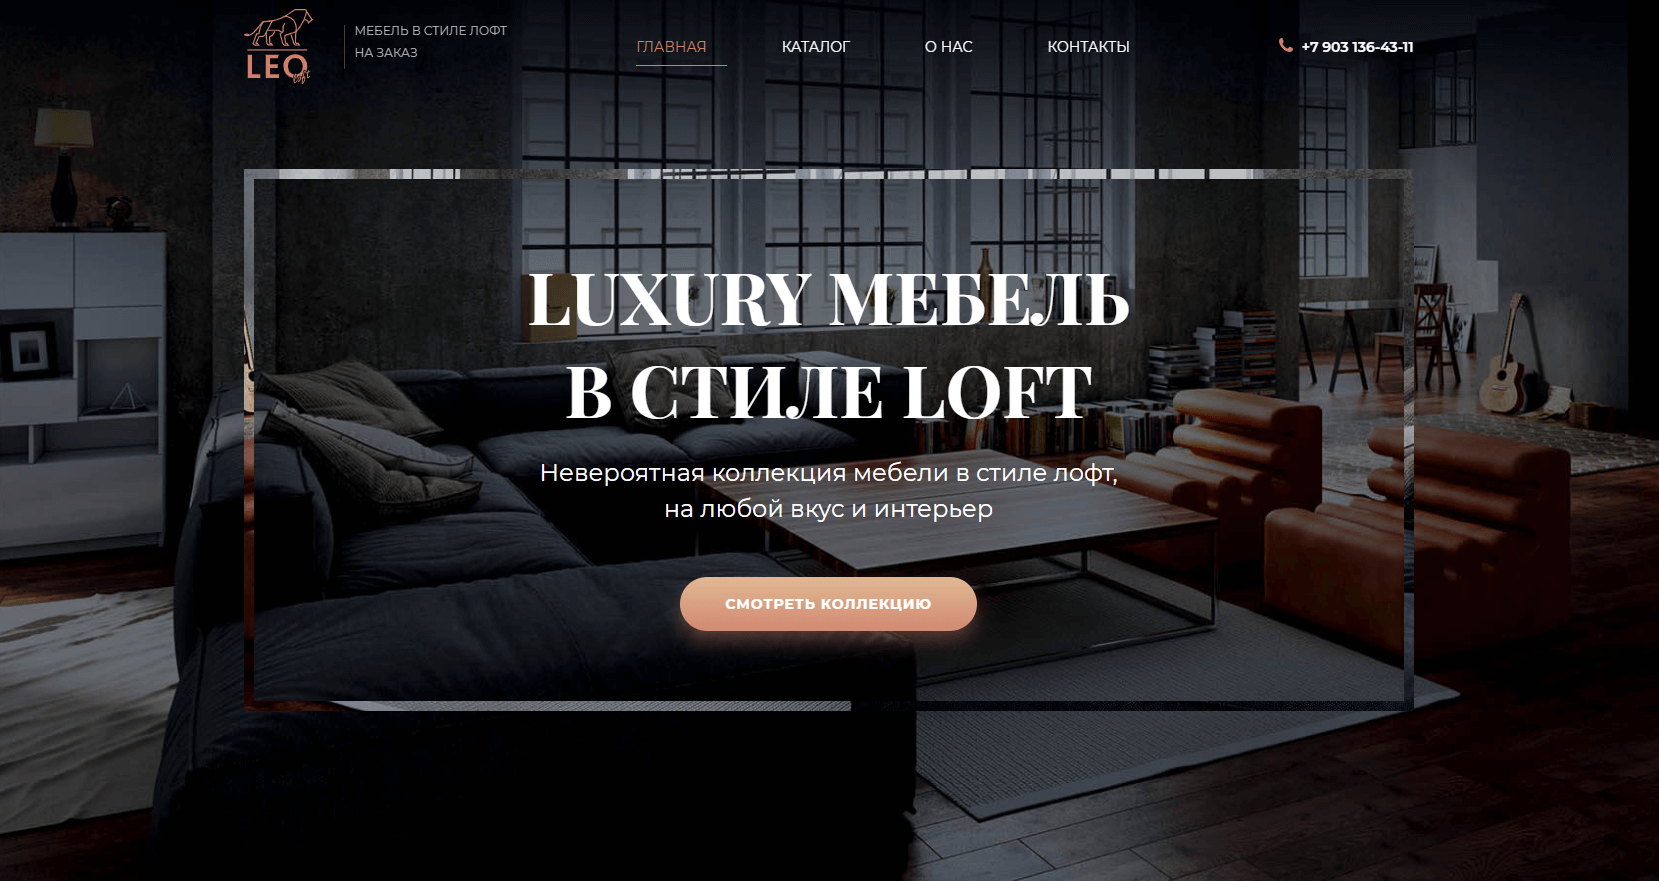 LEO
loft
МЕБЕЛЬ В СТИЛЕ ЛОФТ
НА ЗАКАЗ
ГЛАВНАЯ
КАТАЛОГ
О НАС
КОНТАКТЫ
+7 903 136-43-11
LUXURY МЕБЕЛЬ
В СТИЛЕ LOFT
Невероятная коллекция мебели в стиле лофт,
на любой вкус и интерьер
СМОТРЕТЬ КОЛЛЕКЦИЮ